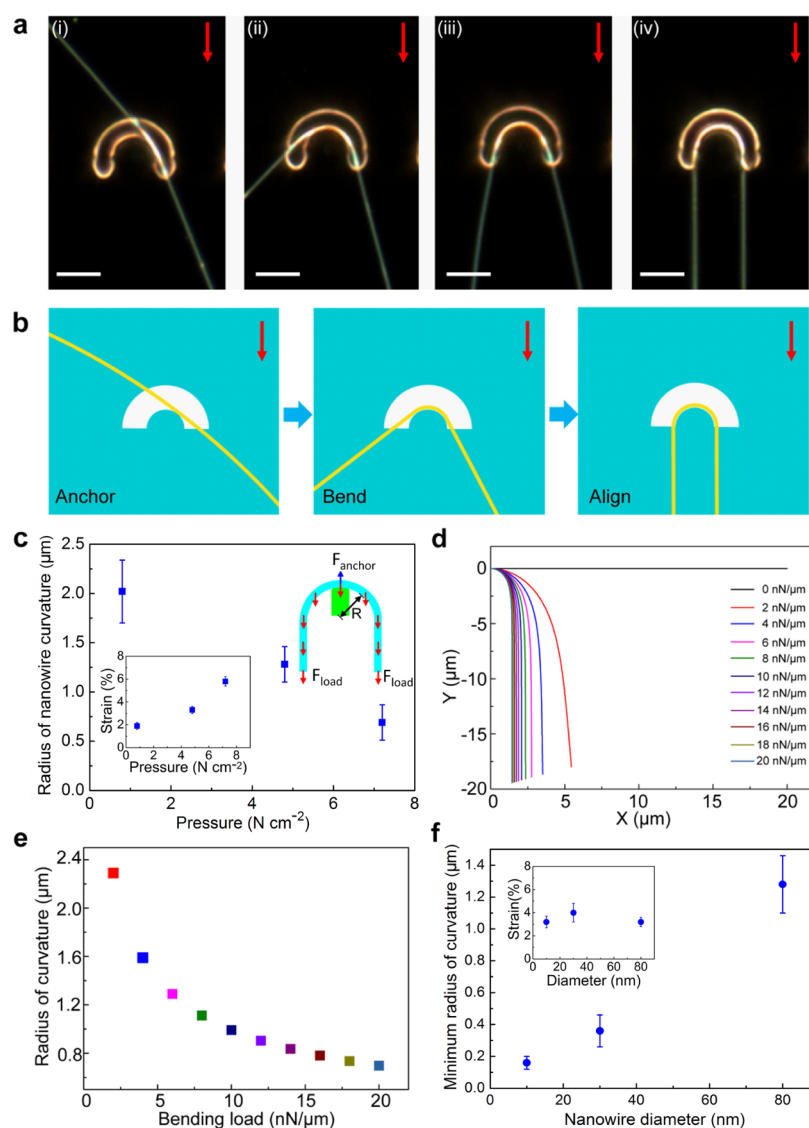 a
(i)
(ii)
(iii)
(iv)
b
Anchor
Bend
Align
c
Radius of nanowire curvature (μm)
2.5
2.0
1.5
1.0
0.5
0.0
0
2
4
6
8
Pressure (N cm⁻²)
F_anchor
R
F_load
F_load
Strain (%)
8
6
4
2
0
2
4
6
8
Pressure (N cm⁻²)
d
Y (μm)
0
-5
-10
-15
-20
0
5
10
15
20
X (μm)
0 nN/μm
2 nN/μm
4 nN/μm
6 nN/μm
8 nN/μm
10 nN/μm
12 nN/μm
14 nN/μm
16 nN/μm
18 nN/μm
20 nN/μm
e
Radius of curvature (μm)
2.4
2.0
1.6
1.2
0.8
0
5
10
15
20
Bending load (nN/μm)
f
Minimum radius of curvature (μm)
1.4
1.2
1.0
0.8
0.6
0.4
0.2
0.0
0
20
40
60
80
Nanowire diameter (nm)
Strain(%)
8
6
4
2
0
0
20
40
60
80
Diameter (nm)